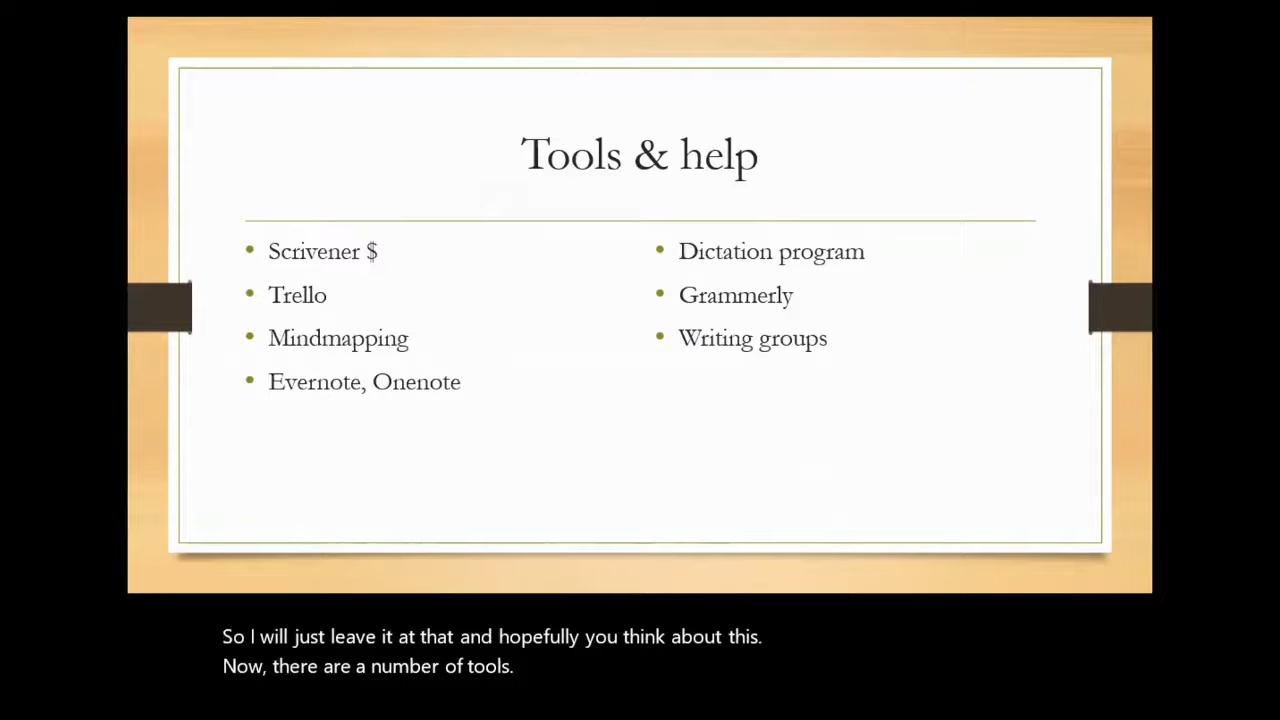 Tools & help
Scrivener $
Trello
Mindmapping
Evernote, Onenote
Dictation program
Grammerly
Writing groups
So I will just leave it at that and hopefully you think about this.
Now, there are a number of tools.